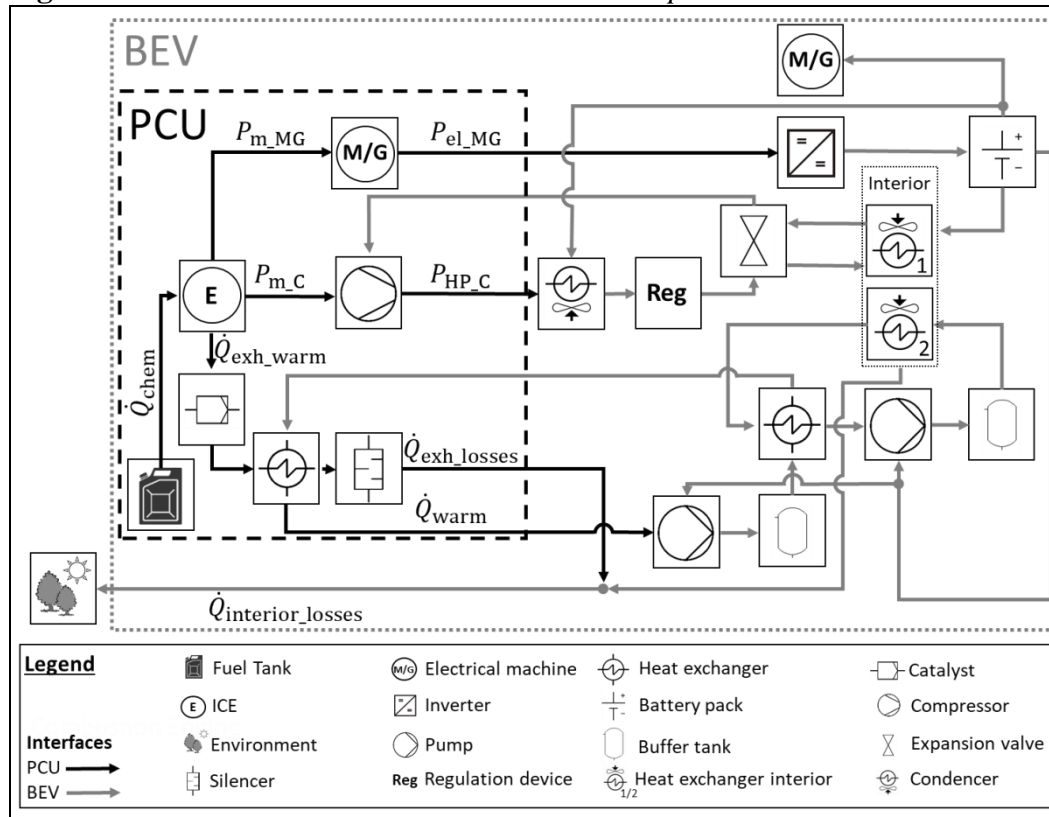 BEV
PCU
P_m_MG
M/G
P_el_MG
M/G
=
=
+
-
Interior
1
E
P_m_C
P_HP_C
Reg
2
Q̇_chem
Q̇_exh_warm
Q̇_exh_losses
Q̇_warm
Q̇_interior_losses
Legend
Fuel Tank
M/G Electrical machine
Heat exchanger
Catalyst
E ICE
Inverter
Battery pack
Compressor
Interfaces
Environment
Pump
Buffer tank
Expansion valve
PCU
BEV
Silencer
Reg Regulation device
1/2 Heat exchanger interior
Condencer